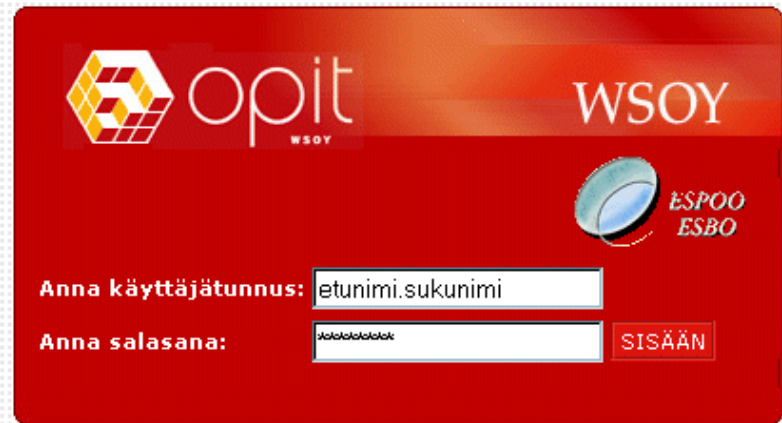 opit
WSOY
WSOY
ESPOO
ESBO
Anna käyttäjätunnus: etunimi.sukunimi
Anna salasana: ********* SISÄÄN